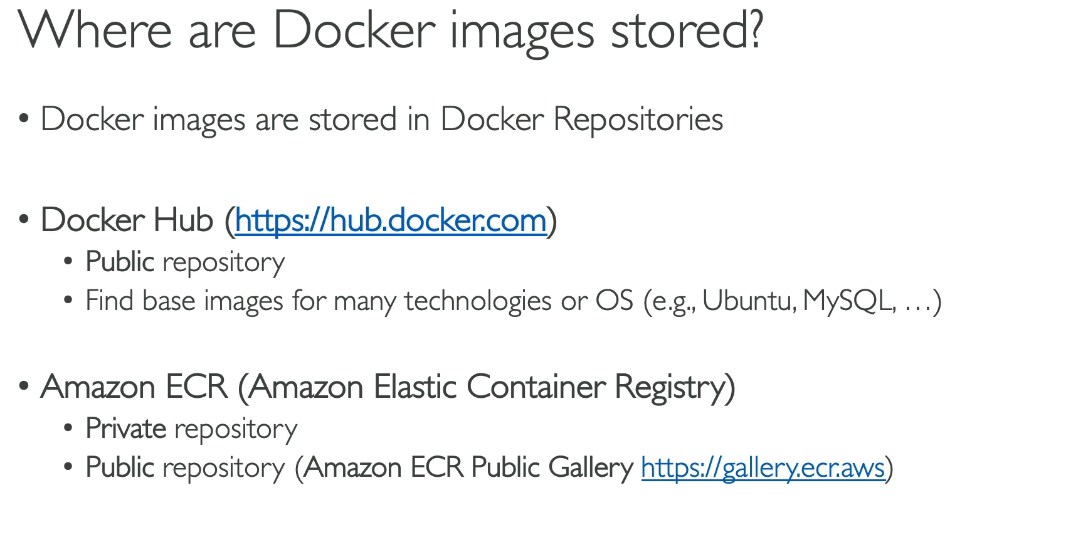 Where are Docker images stored?
• Docker images are stored in Docker Repositories
• Docker Hub (https://hub.docker.com)
• Public repository
• Find base images for many technologies or OS (e.g., Ubuntu, MySQL, …)
• Amazon ECR (Amazon Elastic Container Registry)
• Private repository
• Public repository (Amazon ECR Public Gallery https://gallery.ecr.aws)